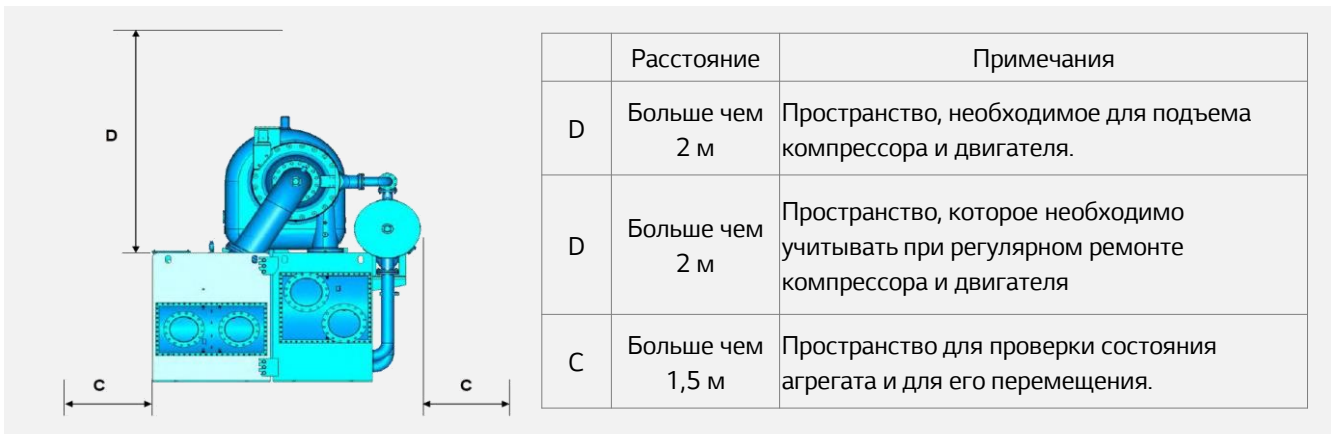 D
C
C
Расстояние Примечания
D Больше чем 2 м Пространство, необходимое для подъема
компрессора и двигателя.
D Больше чем 2 м Пространство, которое необходимо
учитывать при регулярном ремонте
компрессора и двигателя
C Больше чем 1,5 м Пространство для проверки состояния
агрегата и для его перемещения.